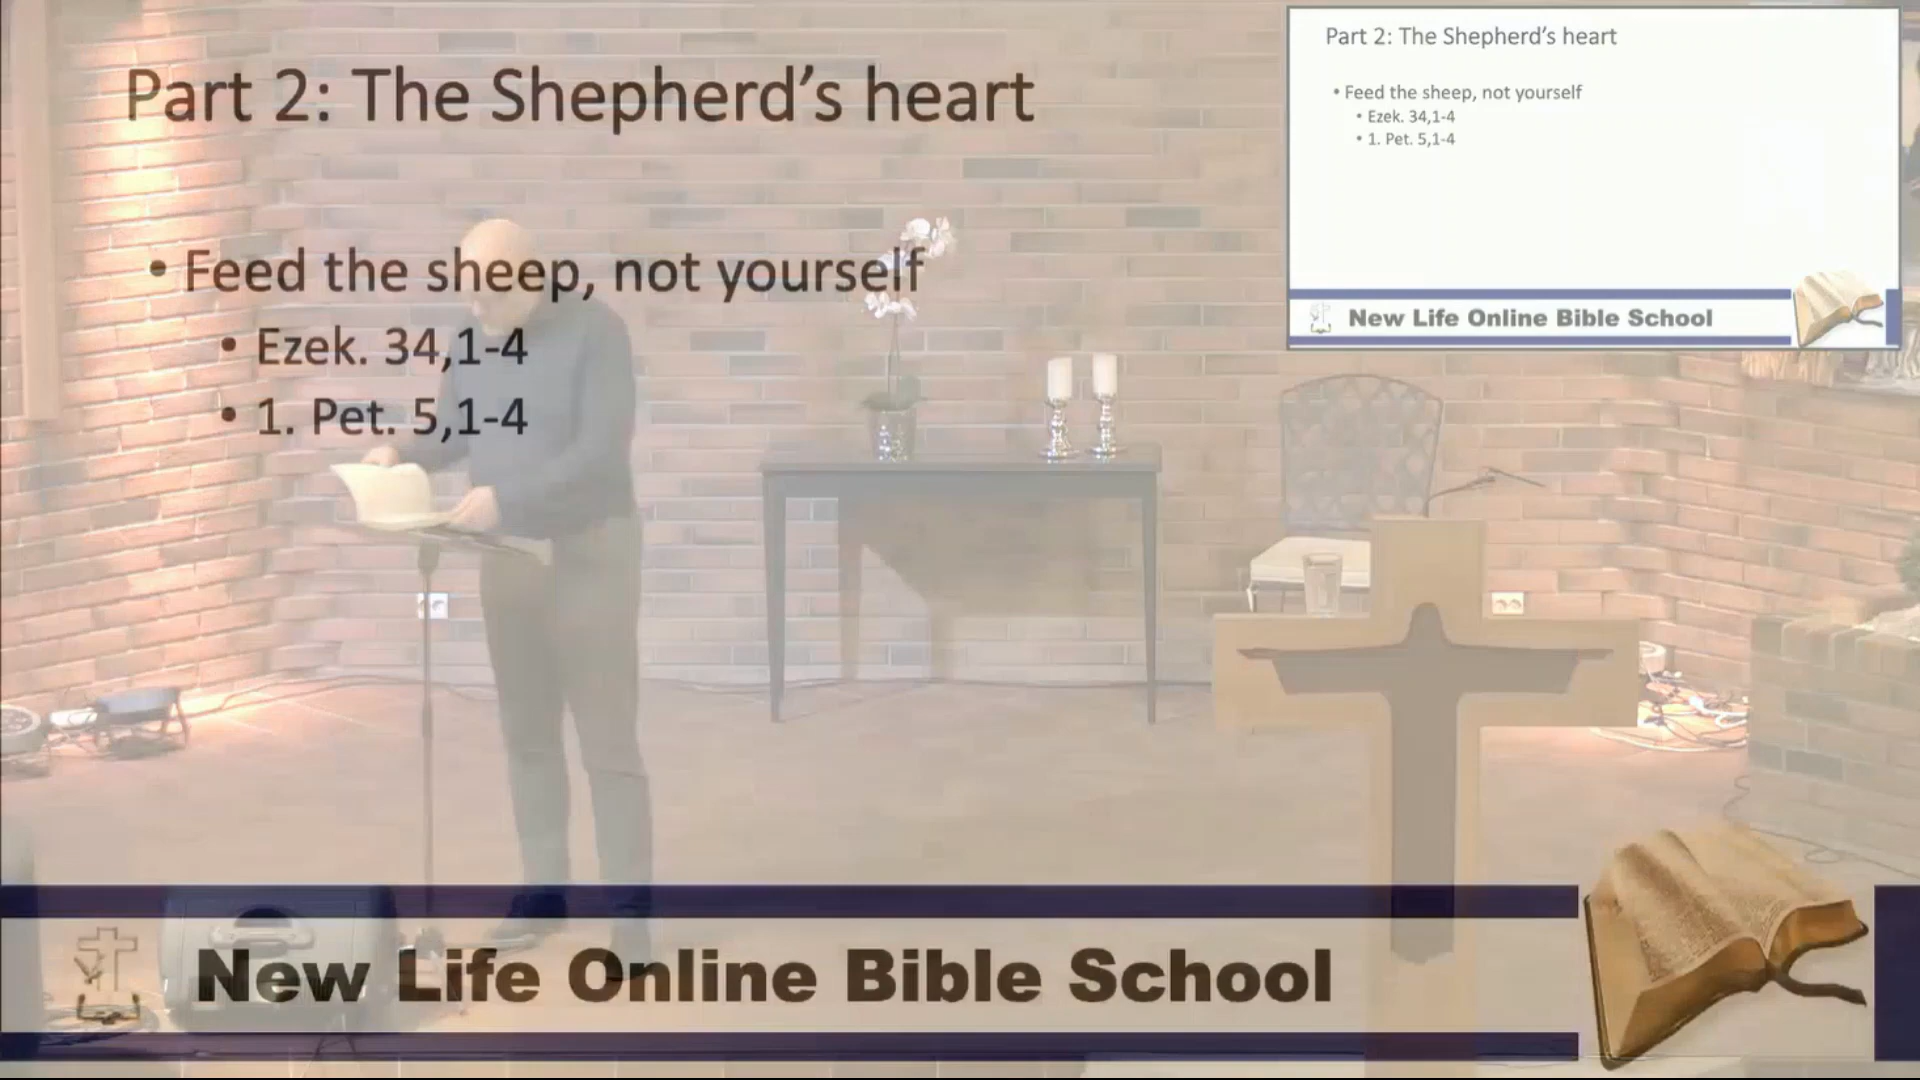 Part 2: The Shepherd’s heart
• Feed the sheep, not yourself
• Ezek. 34,1-4
• 1. Pet. 5,1-4
New Life Online Bible School
Part 2: The Shepherd’s heart
• Feed the sheep, not yourself
• Ezek. 34,1-4
• 1. Pet. 5,1-4
New Life Online Bible School